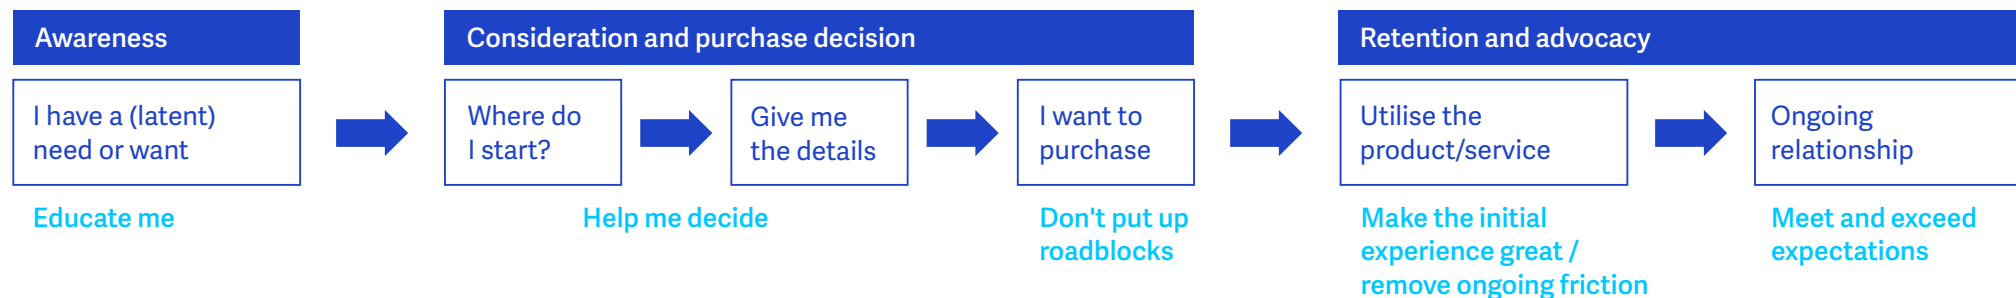 Awareness
Consideration and purchase decision
Retention and advocacy
I have a (latent)
need or want
Where do
I start?
Give me
the details
I want to
purchase
Utilise the
product/service
Ongoing
relationship
Educate me
Help me decide
Don't put up
roadblocks
Make the initial
experience great /
remove ongoing friction
Meet and exceed
expectations